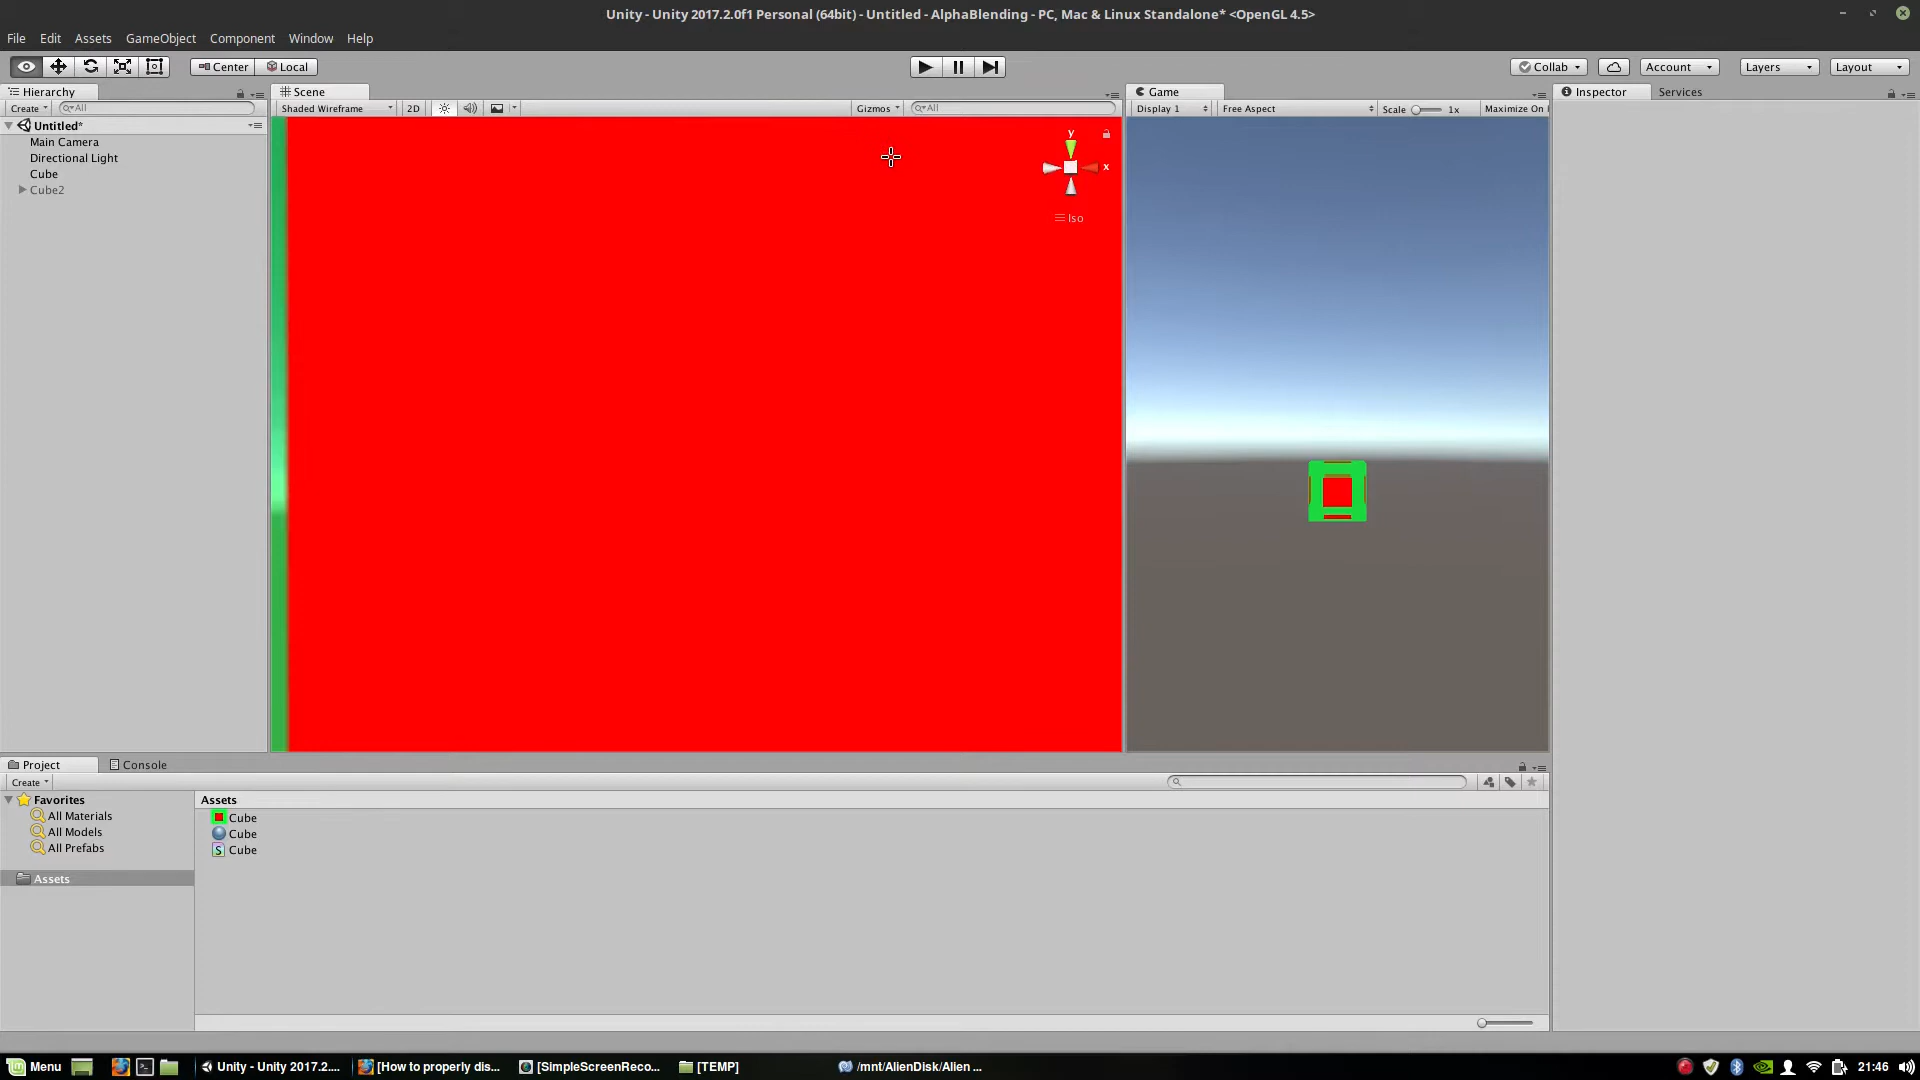 Unity - Unity 2017.2.0f1 Personal (64bit) - Untitled - AlphaBlending - PC, Mac & Linux Standalone* <OpenGL 4.5>
File Edit Assets GameObject Component Window Help
Center Local Collab Account Layers Layout
Hierarchy Scene Game Inspector Services
Create All Shaded Wireframe 2D Gizmos All Display 1 Free Aspect Scale 1x Maximize On
Untitled*
Main Camera
Directional Light
Cube
Cube2
y
x
Iso
Project Console
Create
Favorites Assets
All Materials Cube
All Models Cube
All Prefabs Cube
Assets
Menu Unity - Unity 2017.2.... [How to properly dis... [SimpleScreenReco... [TEMP] /mnt/AlienDisk/Alien ... 21:46